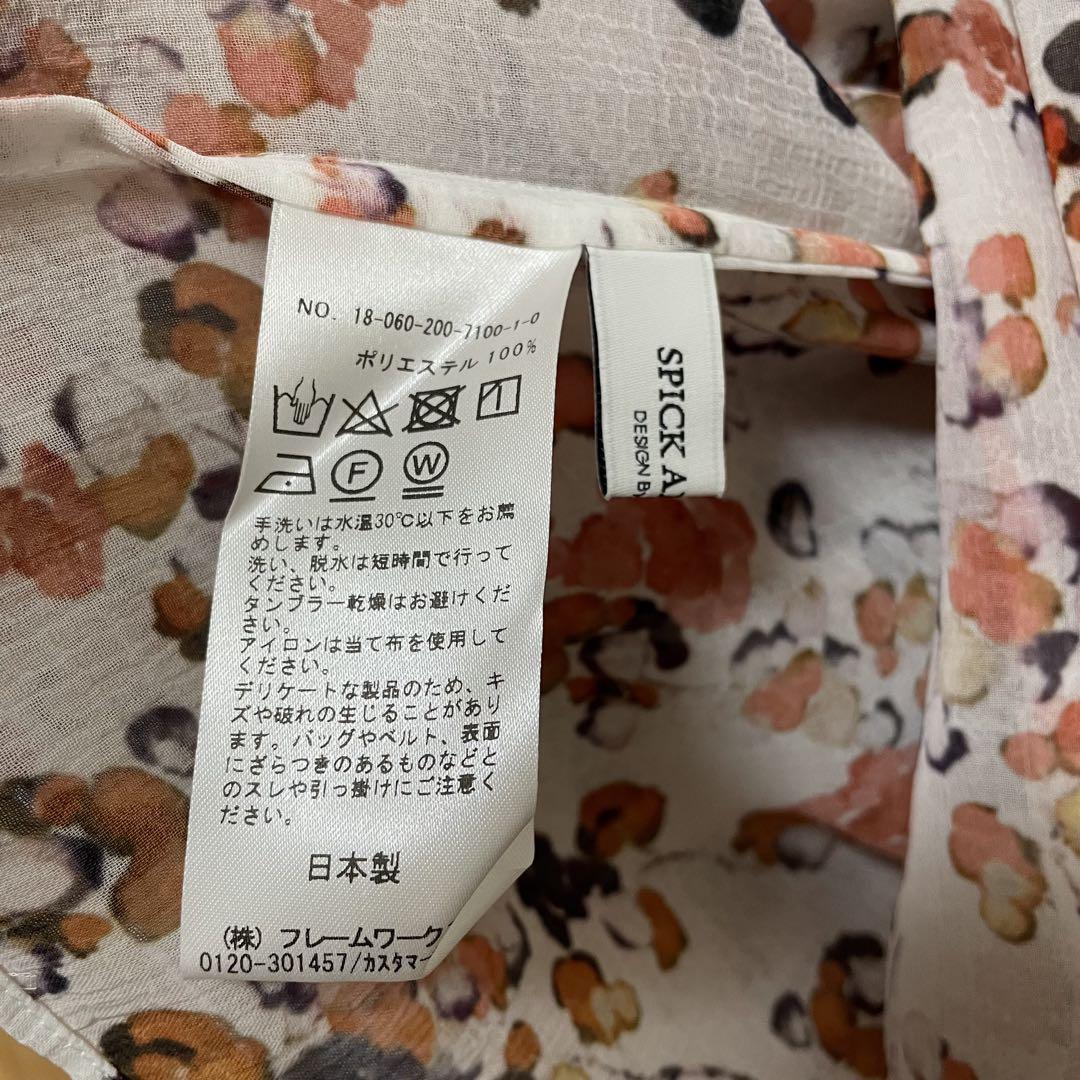 NO. 18-060-200-7100-1-0
ポリエステル 100%
F W
手洗いは水温30℃以下をお薦
めします。
洗い、脱水は短時間で行って
ください。
タンブラー乾燥はお避けくだ
さい。
アイロンは当て布を使用して
ください。
デリケートな製品のため、キ
ズや破れの生じることがあり
ます。バッグやベルト、表面
にざらつきのあるものなどと
のスレや引っ掛けにご注意く
ださい。
日本製
(株) フレームワーク
0120-301457/カスタマー
SPICK A
DESIGN BY